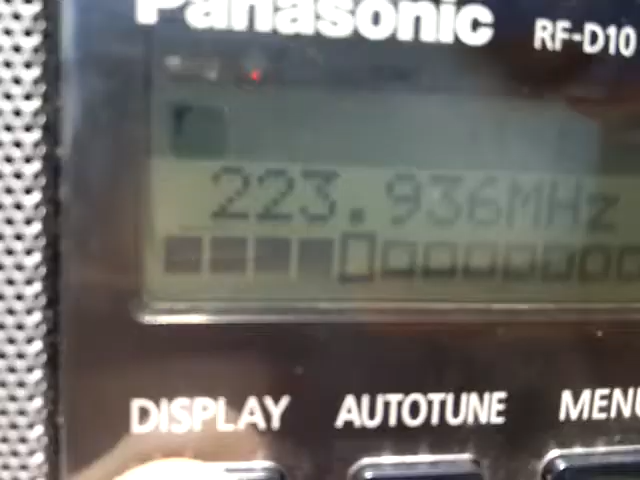 Panasonic
RF-D10
223.936MHz
DISPLAY
AUTOTUNE
MENU